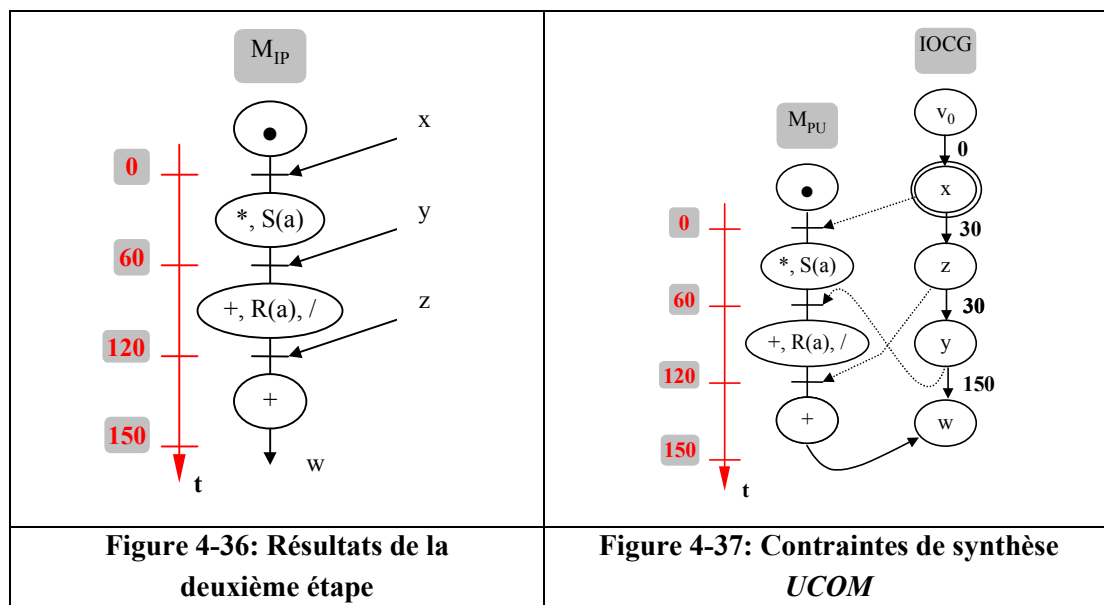 M_IP
x
0
*, S(a)
y
60
+, R(a), /
z
120
+
150
w
t
IOCG
v_0
M_PU
0
x
0
30
*, S(a)
z
60
30
+, R(a), /
y
120
150
+
w
150
t
Figure 4-36: Résultats de la
deuxième étape
Figure 4-37: Contraintes de synthèse
UCOM